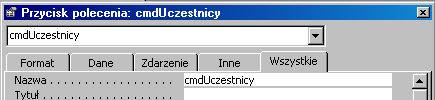 Przycisk polecenia: cmdUczestnicy
cmdUczestnicy
Format Dane Zdarzenie Inne Wszystkie
Nazwa . . . . . . . . . . . . . . . . . cmdUczestnicy
Tytuł . . . . . . . . . . . . . . . . . .